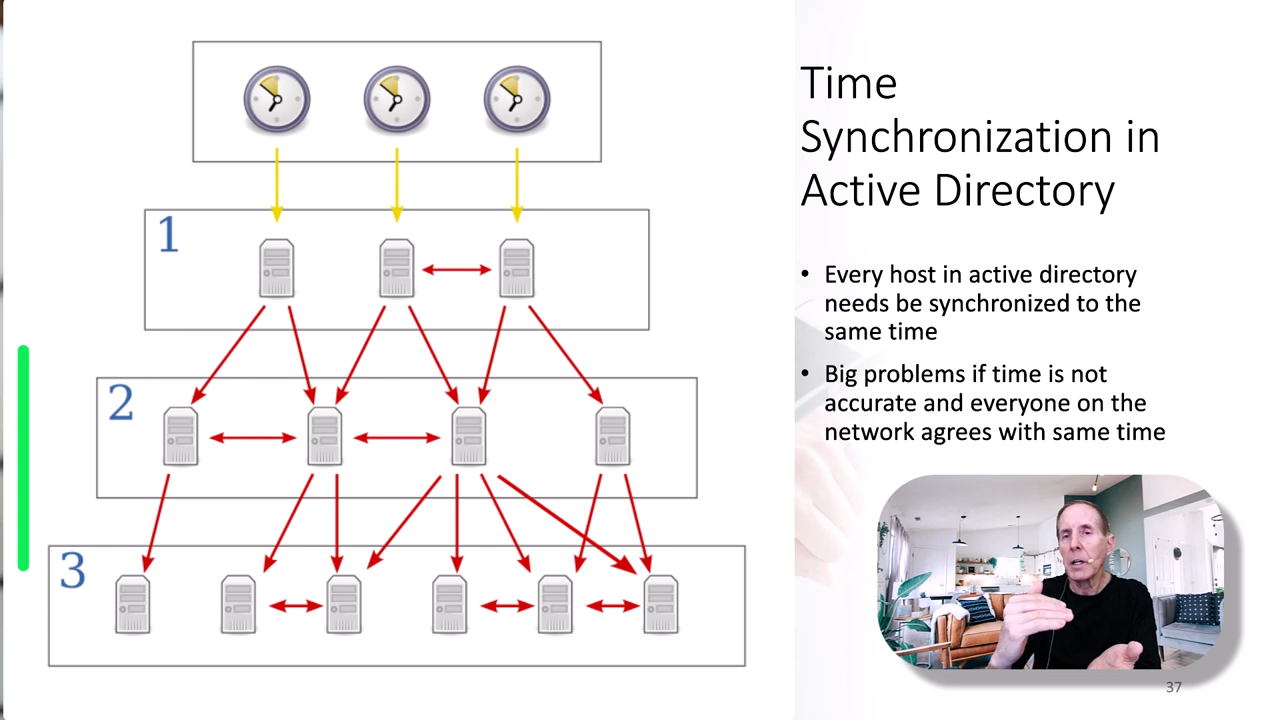 1
2
3
Time
Synchronization in
Active Directory
• Every host in active directory
needs be synchronized to the
same time
• Big problems if time is not
accurate and everyone on the
network agrees with same time
37